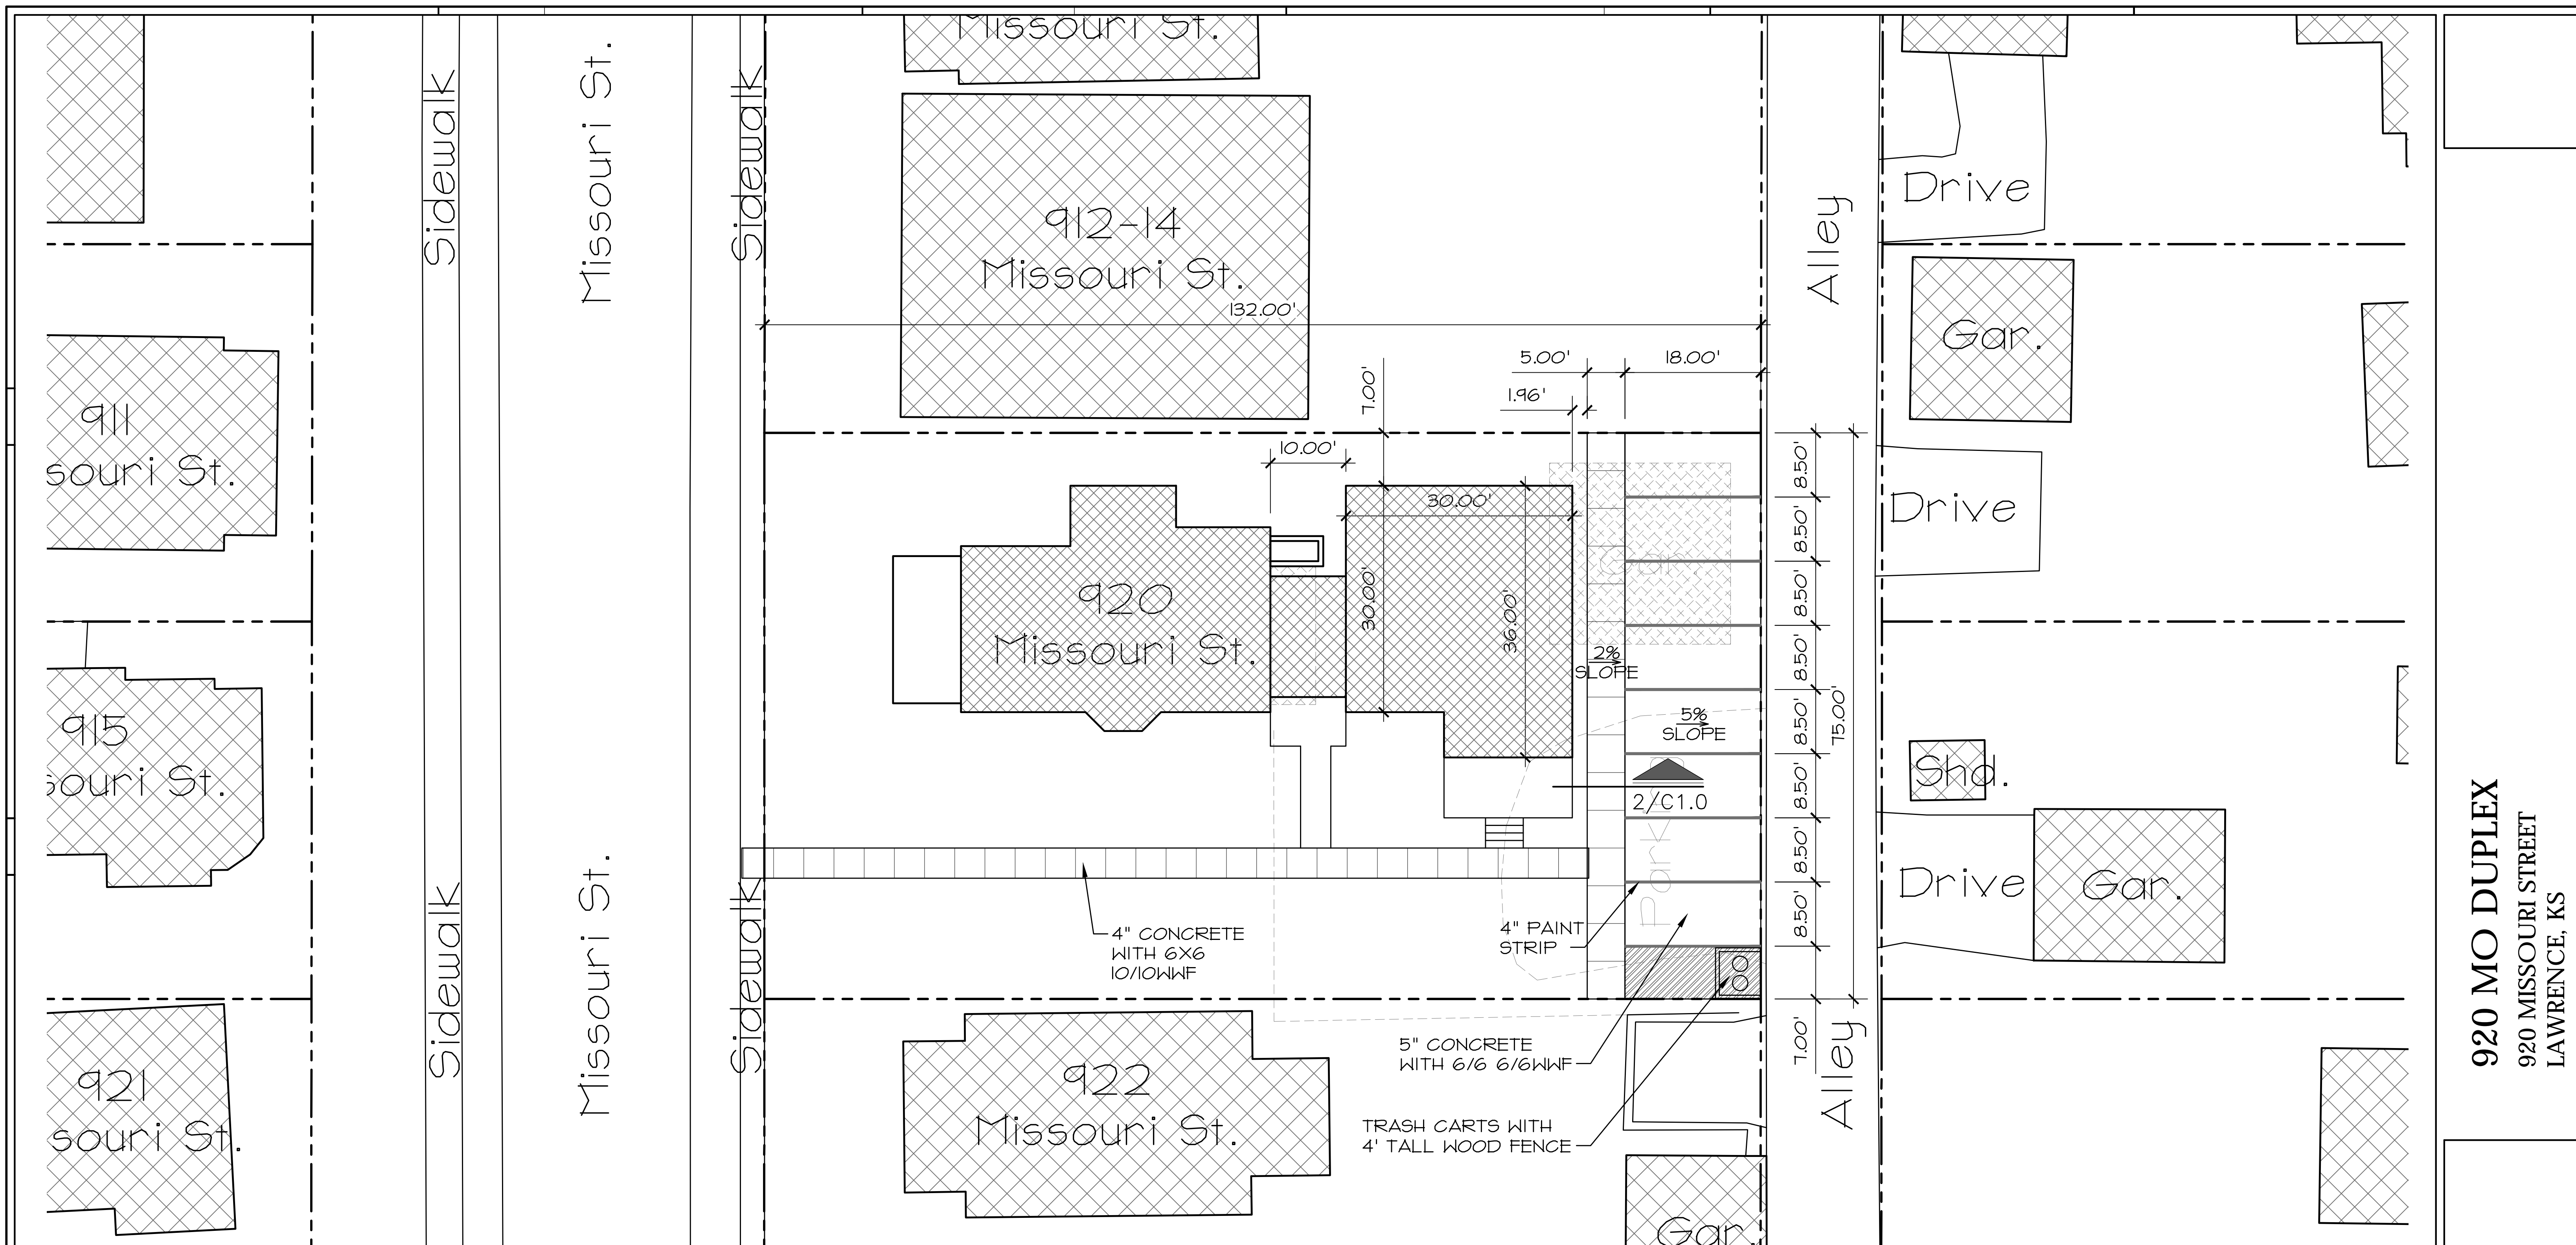 Missouri St.
912-14
Missouri St.
132.00'
Sidewalk
Missouri St.
Sidewalk
Alley
Drive
Gar.
Drive
Shd.
Drive
Gar.
911
souri St.
915
souri St.
921
souri St.
5.00'
18.00'
1.96'
7.00'
10.00'
30.00'
30.00'
36.00'
920
Missouri St.
2%
SLOPE
5%
SLOPE
2/C1.0
Parking
8.50'
8.50'
8.50'
8.50'
8.50'
8.50'
8.50'
8.50'
75.00'
7.00'
4" CONCRETE
WITH 6X6
10/10WWF
4" PAINT
STRIP
5" CONCRETE
WITH 6/6 6/6WWF
TRASH CARTS WITH
4' TALL WOOD FENCE
Sidewalk
Missouri St.
Sidewalk
Alley
922
Missouri St.
Gar.
920 MO DUPLEX
920 MISSOURI STREET
LAWRENCE, KS